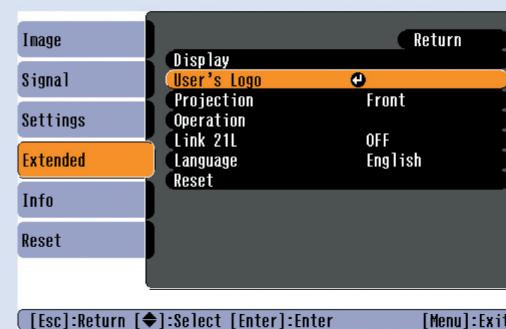 Image
Signal
Settings
Extended
Info
Reset
Return
Display
User's Logo
Projection Front
Operation
Link 21L OFF
Language English
Reset
[Esc]:Return [◆]:Select [Enter]:Enter [Menu]:Exit